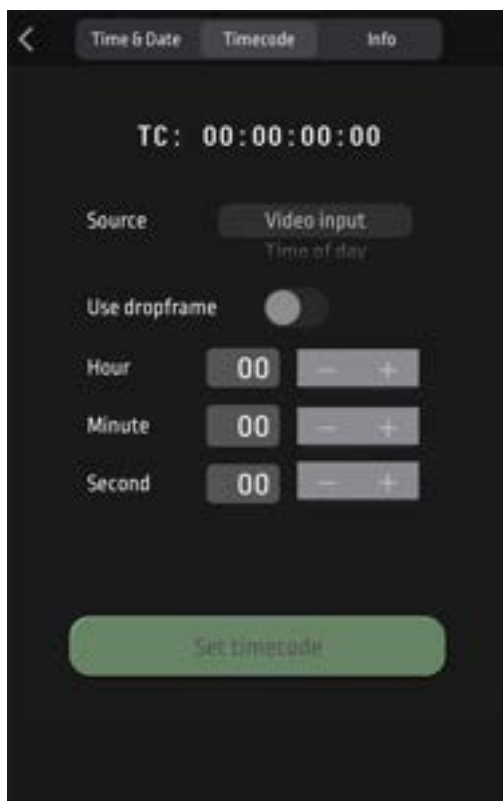 Time & Date Timecode Info
TC: 00:00:00:00
Source Video input
Time of day
Use dropframe
Hour 00 − +
Minute 00 − +
Second 00 − +
Set timecode